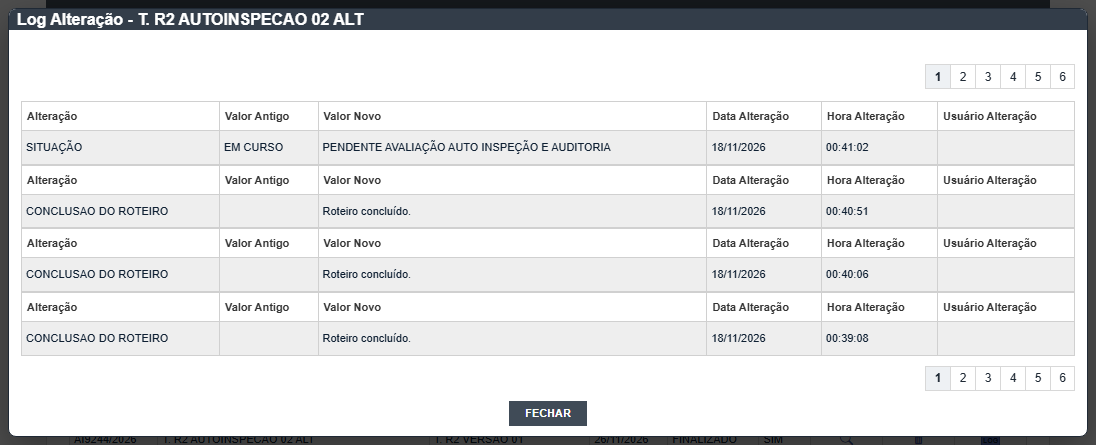 Log Alteração - T. R2 AUTOINSPECAO 02 ALT
1 2 3 4 5 6
Alteração Valor Antigo Valor Novo Data Alteração Hora Alteração Usuário Alteração
SITUAÇÃO EM CURSO PENDENTE AVALIAÇÃO AUTO INSPEÇÃO E AUDITORIA 18/11/2026 00:41:02
Alteração Valor Antigo Valor Novo Data Alteração Hora Alteração Usuário Alteração
CONCLUSAO DO ROTEIRO Roteiro concluído. 18/11/2026 00:40:51
Alteração Valor Antigo Valor Novo Data Alteração Hora Alteração Usuário Alteração
CONCLUSAO DO ROTEIRO Roteiro concluído. 18/11/2026 00:40:06
Alteração Valor Antigo Valor Novo Data Alteração Hora Alteração Usuário Alteração
CONCLUSAO DO ROTEIRO Roteiro concluído. 18/11/2026 00:39:08
1 2 3 4 5 6
FECHAR
AI9244/2026 T. R2 AUTOINSPECAO 02 ALT T. R2 VERSAO 01 26/11/2026 FINALIZADO SIM LOG